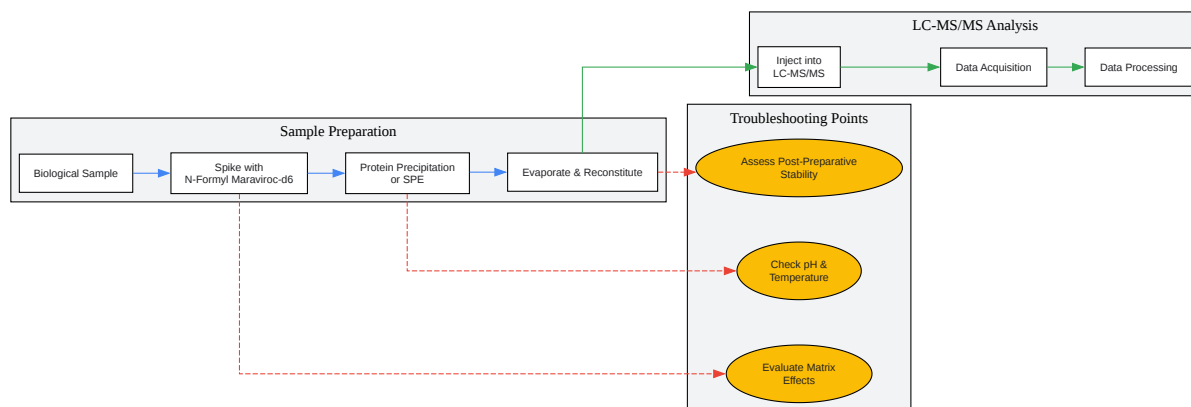 LC-MS/MS Analysis
Inject into
LC-MS/MS
Data Acquisition
Data Processing
Sample Preparation
Biological Sample
Spike with
N-Formyl Maraviroc-d6
Protein Precipitation
or SPE
Evaporate & Reconstitute
Troubleshooting Points
Assess Post-Preparative
Stability
Check pH &
Temperature
Evaluate Matrix
Effects